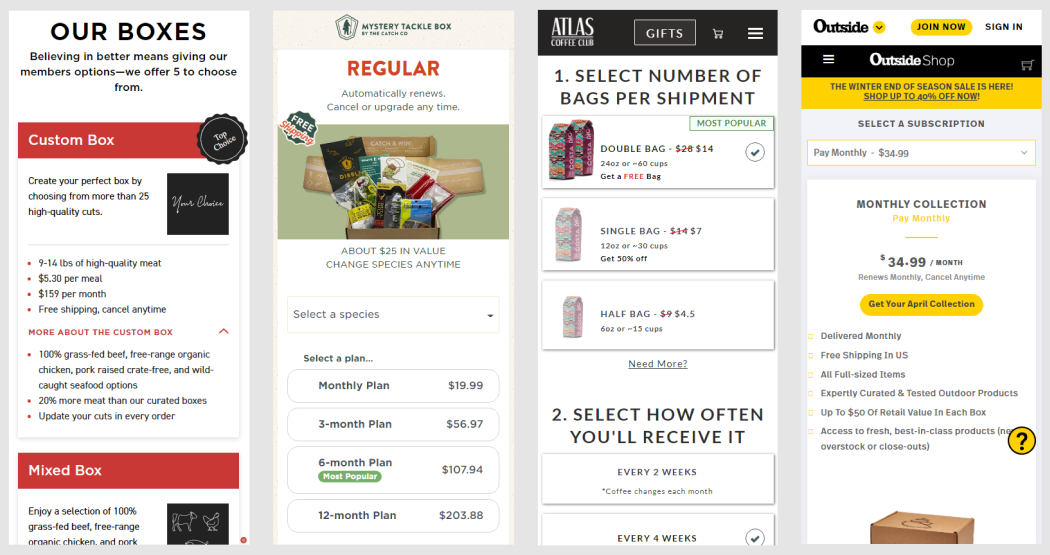 OUR BOXES
Believing in better means giving our
members options—we offer 5 to choose
from.
Custom Box
Top
Choice
Create your perfect box by
choosing from more than 25
high-quality cuts.
Your Choice
9-14 lbs of high-quality meat
$5.30 per meal
$159 per month
Free shipping, cancel anytime
MORE ABOUT THE CUSTOM BOX
100% grass-fed beef, free-range organic
chicken, pork raised crate-free, and wild-
caught seafood options
20% more meat than our curated boxes
Update your cuts in every order
Mixed Box
Enjoy a selection of 100%
grass-fed beef, free-range
organic chicken, and pork
MYSTERY TACKLE BOX
BY THE CATCH CO
REGULAR
Automatically renews.
Cancel or upgrade any time.
FREE
Shipping
CATCH & WINE
ABOUT $25 IN VALUE
CHANGE SPECIES ANYTIME
Select a species
Select a plan...
Monthly Plan $19.99
3-month Plan $56.97
6-month Plan $107.94
Most Popular
12-month Plan $203.88
ATLAS
COFFEE CLUB
GIFTS
1. SELECT NUMBER OF
BAGS PER SHIPMENT
MOST POPULAR
DOUBLE BAG - $28 $14
24oz or ~60 cups
Get a FREE Bag
SINGLE BAG - $14 $7
12oz or ~30 cups
Get 50% off
HALF BAG - $9 $4.5
6oz or ~15 cups
Need More?
2. SELECT HOW OFTEN
YOU'LL RECEIVE IT
EVERY 2 WEEKS
*Coffee changes each month
EVERY 4 WEEKS
Outside
JOIN NOW
SIGN IN
Outside Shop
THE WINTER END OF SEASON SALE IS HERE!
SHOP UP TO 40% OFF NOW!
SELECT A SUBSCRIPTION
Pay Monthly - $34.99
MONTHLY COLLECTION
Pay Monthly
$34.99 / MONTH
Renews Monthly, Cancel Anytime
Get Your April Collection
Delivered Monthly
Free Shipping In US
All Full-sized Items
Expertly Curated & Tested Outdoor Products
Up To $50 Of Retail Value In Each Box
Access to fresh, best-in-class products
overstock or close-outs)
?